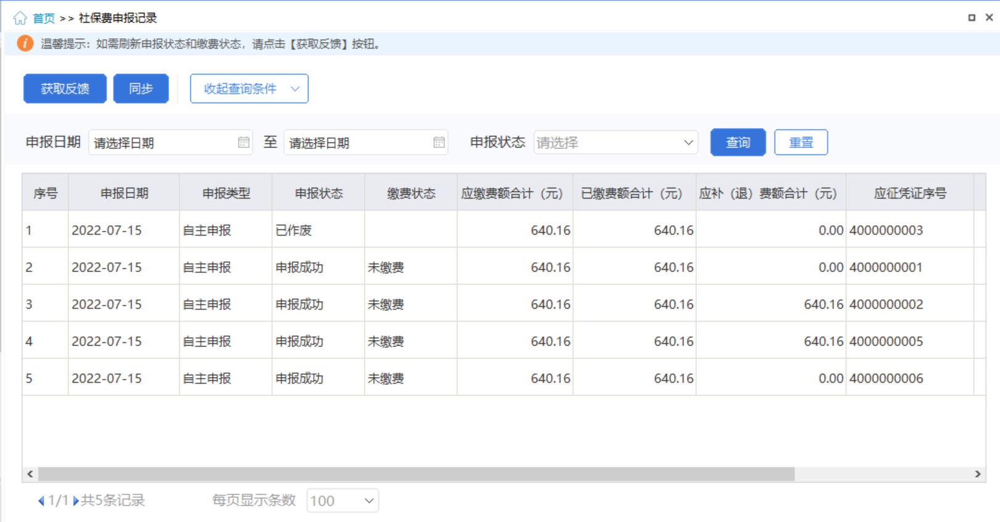 首页 >> 社保费申报记录
温馨提示：如需刷新申报状态和缴费状态，请点击【获取反馈】按钮。
获取反馈 同步 收起查询条件
申报日期 请选择日期 至 请选择日期 申报状态 请选择 查询 重置
序号 申报日期 申报类型 申报状态 缴费状态 应缴费额合计（元） 已缴费额合计（元） 应补（退）费额合计（元） 应征凭证序号
1 2022-07-15 自主申报 已作废 640.16 640.16 0.00 4000000003
2 2022-07-15 自主申报 申报成功 未缴费 640.16 640.16 0.00 4000000001
3 2022-07-15 自主申报 申报成功 未缴费 640.16 640.16 640.16 4000000002
4 2022-07-15 自主申报 申报成功 未缴费 640.16 640.16 640.16 4000000005
5 2022-07-15 自主申报 申报成功 未缴费 640.16 640.16 0.00 4000000006
1/1 共5条记录 每页显示条数 100